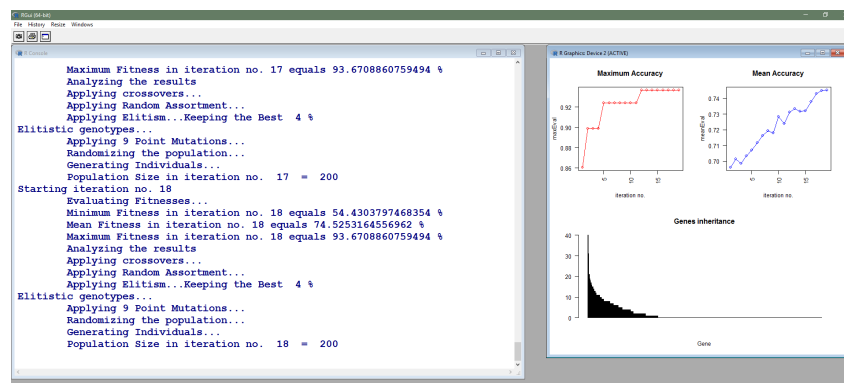 RGui (64-bit)
File History Resize Windows
R Console
Maximum Fitness in iteration no. 17 equals 93.6708860759494 %
Analyzing the results
Applying crossovers...
Applying Random Assortment...
Applying Elitism...Keeping the Best 4 %
Elitistic genotypes...
Applying 9 Point Mutations...
Randomizing the population...
Generating Individuals...
Population Size in iteration no. 17 = 200
Starting iteration no. 18
Evaluating Fitnesses...
Minimum Fitness in iteration no. 18 equals 54.4303797468354 %
Mean Fitness in iteration no. 18 equals 74.5253164556962 %
Maximum Fitness in iteration no. 18 equals 93.6708860759494 %
Analyzing the results
Applying crossovers...
Applying Random Assortment...
Applying Elitism...Keeping the Best 4 %
Elitistic genotypes...
Applying 9 Point Mutations...
Randomizing the population...
Generating Individuals...
Population Size in iteration no. 18 = 200
R Graphics: Device 2 (ACTIVE)
Maximum Accuracy
maxEval
0.92
0.90
0.88
0.86
5 10 15
iteration no.
Mean Accuracy
meanEval
0.74
0.73
0.72
0.71
0.70
5 10 15
iteration no.
Genes inheritance
40
30
20
10
0
Gene